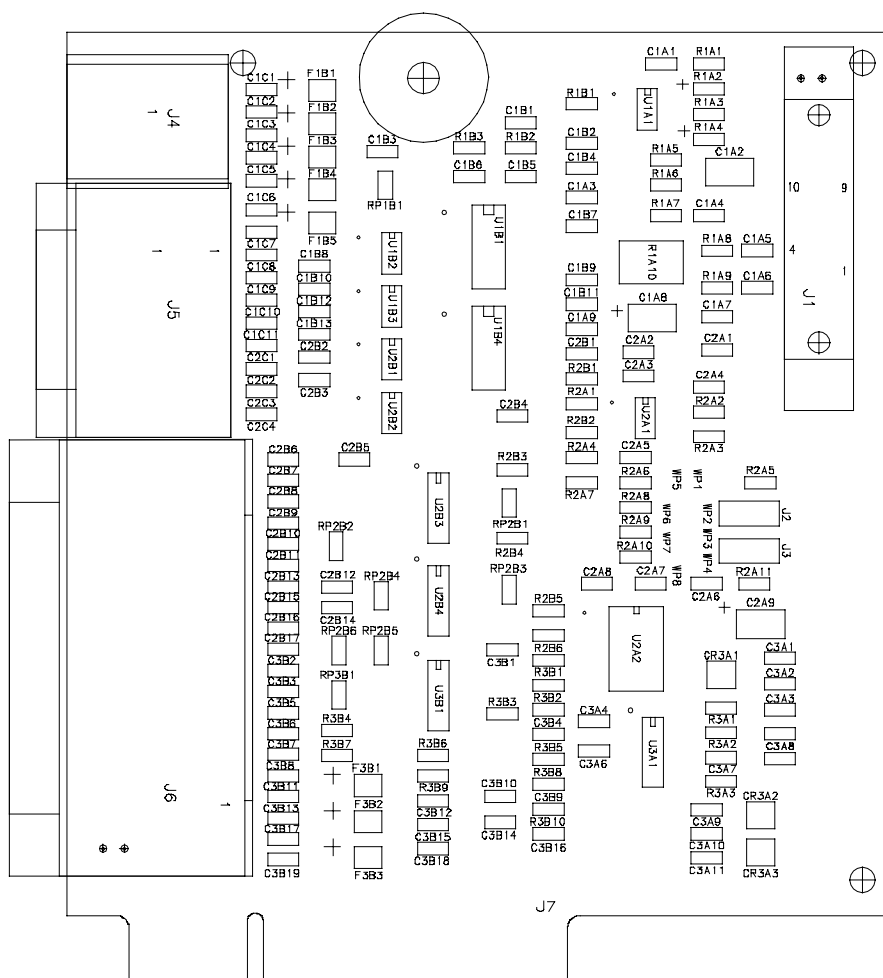 C1A1 R1A1
C1C1 F1B1 R1A2
J4 1 C1C2 F1B2 C1B1 R1B1 U1A1 R1A3
C1C3 F1B3 C1B3 R1B3 R1B2 C1B2 R1A4
C1C4 R1A5 C1A2
C1C5 F1B4 C1B6 C1B5 C1B4 R1A6
C1C6 RP1B1 C1A3 R1A7 C1A4 10 9
C1C7 F1B5 U1B2 U1B1 C1B7 R1A8 C1A5
1 1 C1C8 C1B8 R1A10 4 1
C1C9 C1B10 C1B9 R1A9 C1A6
J5 C1C10 C1B12 U1B3 C1B11 C1A8 J1
C1C11 C1B13 U1B4 C1A9 C1A7
C2C1 C2B2 U2B1 C2B1 C2A2 C2A1
C2C2 C2B3 R2B1 C2A3 C2A4
C2C3 U2B2 C2B4 R2A1 U2A1 R2A2
C2C4 R2B2 R2A3
C2B6 C2B5 R2B3 R2A4 C2A5
C2B7 R2A7 R2A6 WP5 WP1 R2A5
C2B8 U2B3 RP2B1 R2A8 WP6 WP2 J2
C2B9 RP2B2 R2A9 WP7 WP3
C2B10 R2B4 R2A10 WP4 J3
C2B11 RP2B3 C2A8 C2A7 WP8 R2A11
C2B13 C2B12 RP2B4 C2A6
C2B15 C2B14 U2B4 R2B5 C2A9
C2B16 RP2B6 RP2B5 U2A2
C2B17 C3B1 R2B6 CR3A1 C3A1
C3B2 RP3B1 R3B1 C3A2
C3B3 U3B1 R3B2 C3A3
C3B5 R3B4 R3B3 C3A4 R3A1
C3B6 C3B4 U3A1
C3B7 R3B7 R3B6 R3B5 C3A6 R3A2 C3A8
C3B8 F3B1 R3B8 C3A7
J6 1 C3B11 R3B9 C3B10 R3A3
C3B13 F3B2 C3B12 C3B9 CR3A2
C3B17 C3B15 C3B14 R3B10 C3A9
C3B18 C3B16 C3A10
C3B19 F3B3 C3A11 CR3A3
J7